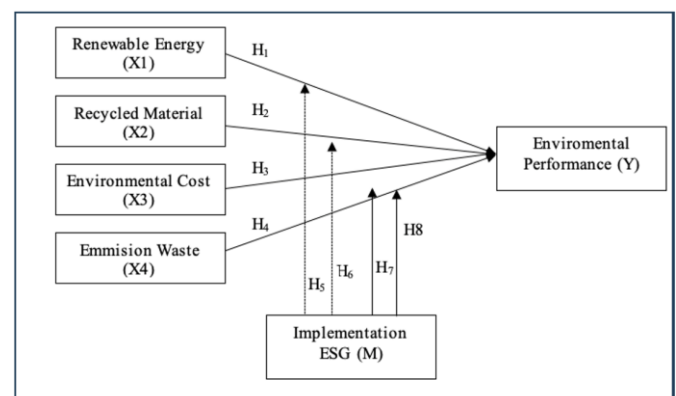 Renewable Energy
(X1)
H₁
Recycled Material
(X2)
H₂
Enviromental
Performance (Y)
Environmental Cost
(X3)
H₃
Emmision Waste
(X4)
H₄
H8
H₅
H₆
H₇
Implementation
ESG (M)